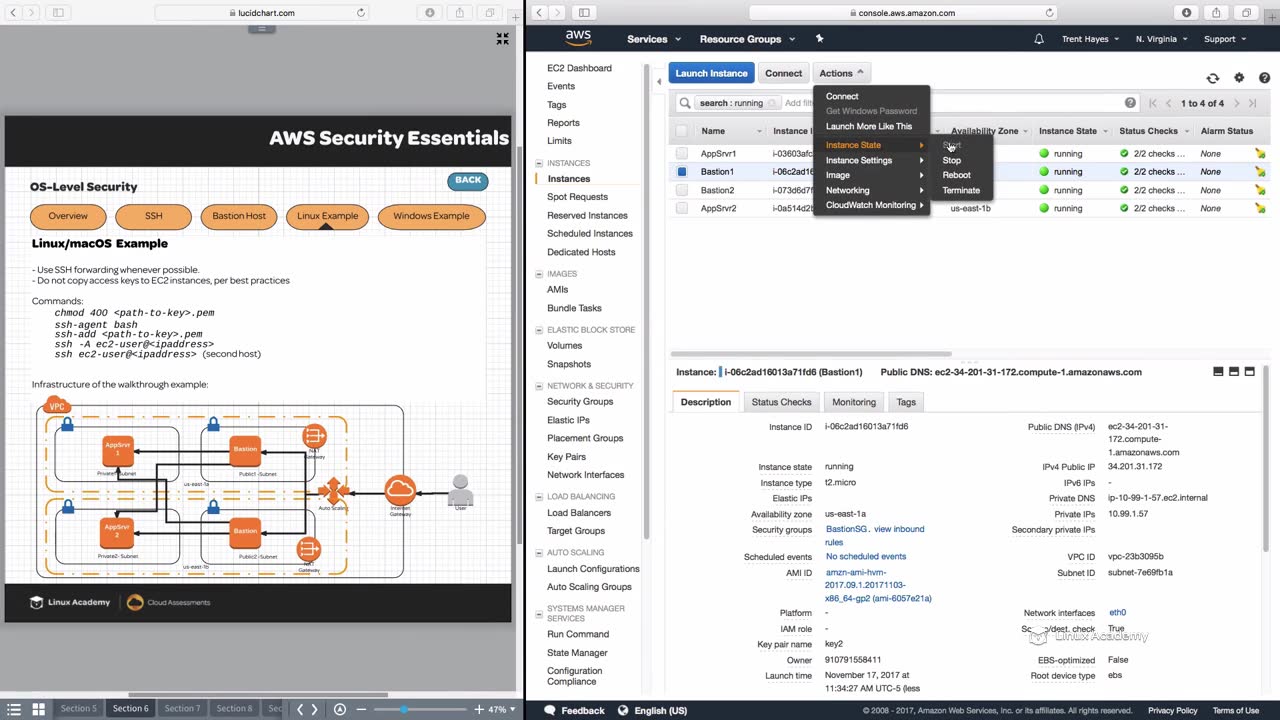 lucidchart.com
AWS Security Essentials
OS-Level Security
BACK
Overview
SSH
Bastion Host
Linux Example
Windows Example
Linux/macOS Example
- Use SSH forwarding whenever possible.
- Do not copy access keys to EC2 instances, per best practices
Commands:
chmod 400 <path-to-key>.pem
ssh-agent bash
ssh-add <path-to-key>.pem
ssh -A ec2-user@<ipaddress>
ssh ec2-user@<ipaddress> (second host)
Infrastructure of the walkthrough example:
VPC
AppSrvr
1
Bastion
NAT
Gateway
Private1-Subnet
Public1-Subnet
us-east-1a
Auto Scaling
Internet
Gateway
User
AppSrvr
2
Bastion
Private2-Subnet
Public2-Subnet
us-east-1b
Gateway
Linux Academy
Cloud Assessments
Section 5
Section 6
Section 7
Section 8
Sec
47%
console.aws.amazon.com
aws
Services
Resource Groups
Trent Hayes
N. Virginia
Support
EC2 Dashboard
Events
Tags
Reports
Limits
INSTANCES
Instances
Spot Requests
Reserved Instances
Scheduled Instances
Dedicated Hosts
IMAGES
AMIs
Bundle Tasks
ELASTIC BLOCK STORE
Volumes
Snapshots
NETWORK & SECURITY
Security Groups
Elastic IPs
Placement Groups
Key Pairs
Network Interfaces
LOAD BALANCING
Load Balancers
Target Groups
AUTO SCALING
Launch Configurations
Auto Scaling Groups
SYSTEMS MANAGER
SERVICES
Run Command
State Manager
Configuration
Compliance
Launch Instance
Connect
Actions
search : running
Add filt
1 to 4 of 4
Name
Instance I
Availability Zone
Instance State
Status Checks
Alarm Status
AppSrvr1
i-03603afc
running
2/2 checks ...
None
Bastion1
i-06c2ad16
running
2/2 checks ...
None
Bastion2
i-073d6d7f
running
2/2 checks ...
None
AppSrvr2
i-0a514d2b
us-east-1b
running
2/2 checks ...
None
Connect
Get Windows Password
Launch More Like This
Instance State
Instance Settings
Image
Networking
CloudWatch Monitoring
Start
Stop
Reboot
Terminate
Instance: i-06c2ad16013a71fd6 (Bastion1) Public DNS: ec2-34-201-31-172.compute-1.amazonaws.com
Description
Status Checks
Monitoring
Tags
Instance ID i-06c2ad16013a71fd6
Instance state running
Instance type t2.micro
Elastic IPs
Availability zone us-east-1a
Security groups BastionSG. view inbound
rules
Scheduled events No scheduled events
AMI ID amzn-ami-hvm-
2017.09.1.20171103-
x86_64-gp2 (ami-6057e21a)
Platform -
IAM role -
Key pair name key2
Owner 910791558411
Launch time November 17, 2017 at
11:34:27 AM UTC-5 (less
Public DNS (IPv4) ec2-34-201-31-
172.compute-
1.amazonaws.com
IPv4 Public IP 34.201.31.172
IPv6 IPs -
Private DNS ip-10-99-1-57.ec2.internal
Private IPs 10.99.1.57
Secondary private IPs
VPC ID vpc-23b3095b
Subnet ID subnet-7e69fb1a
Network interfaces eth0
Source/dest. check True
Linux Academy
EBS-optimized False
Root device type ebs
Feedback
English (US)
© 2008 - 2017, Amazon Web Services, Inc. or its affiliates. All rights reserved.
Privacy Policy
Terms of Use